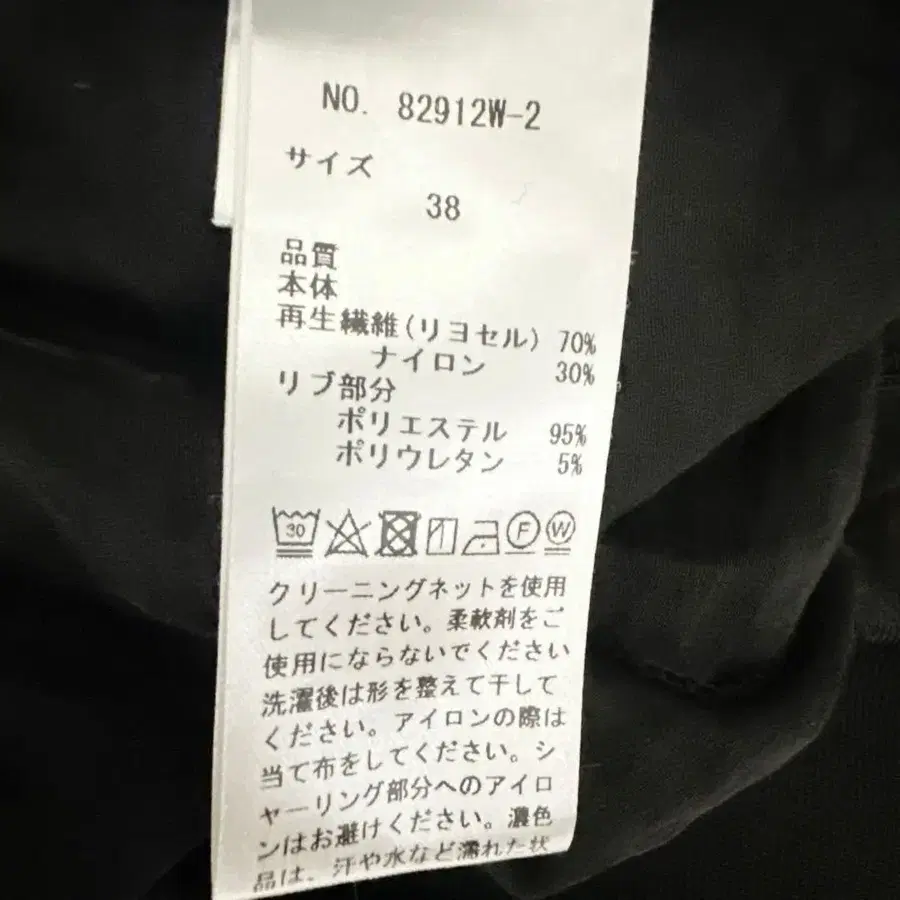 NO. 82912W-2
サイズ
38
品質
本体
再生繊維(リヨセル) 70%
ナイロン 30%
リブ部分
ポリエステル 95%
ポリウレタン 5%
30 F W
クリーニングネットを使用
してください。柔軟剤をご
使用にならないでください
洗濯後は形を整えて干して
ください。アイロンの際は
当て布をしてください。シ
ャーリング部分へのアイロ
ンはお避けください。濃色
品は、汗や水など濡れた状